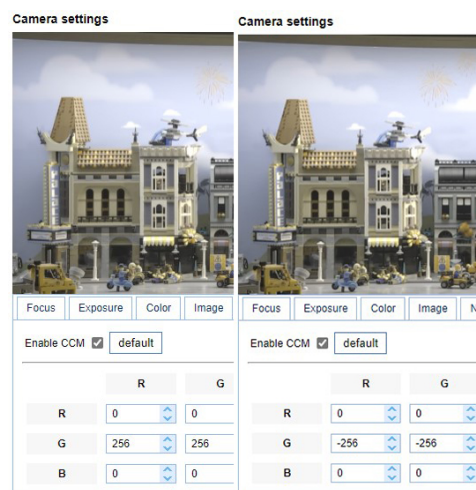 Camera settings
Focus Exposure Color Image
Enable CCM default
R G
R 0 0
G 256 256
B 0 0
Camera settings
Focus Exposure Color Image N
Enable CCM default
R G
R 0 0
G -256 -256
B 0 0